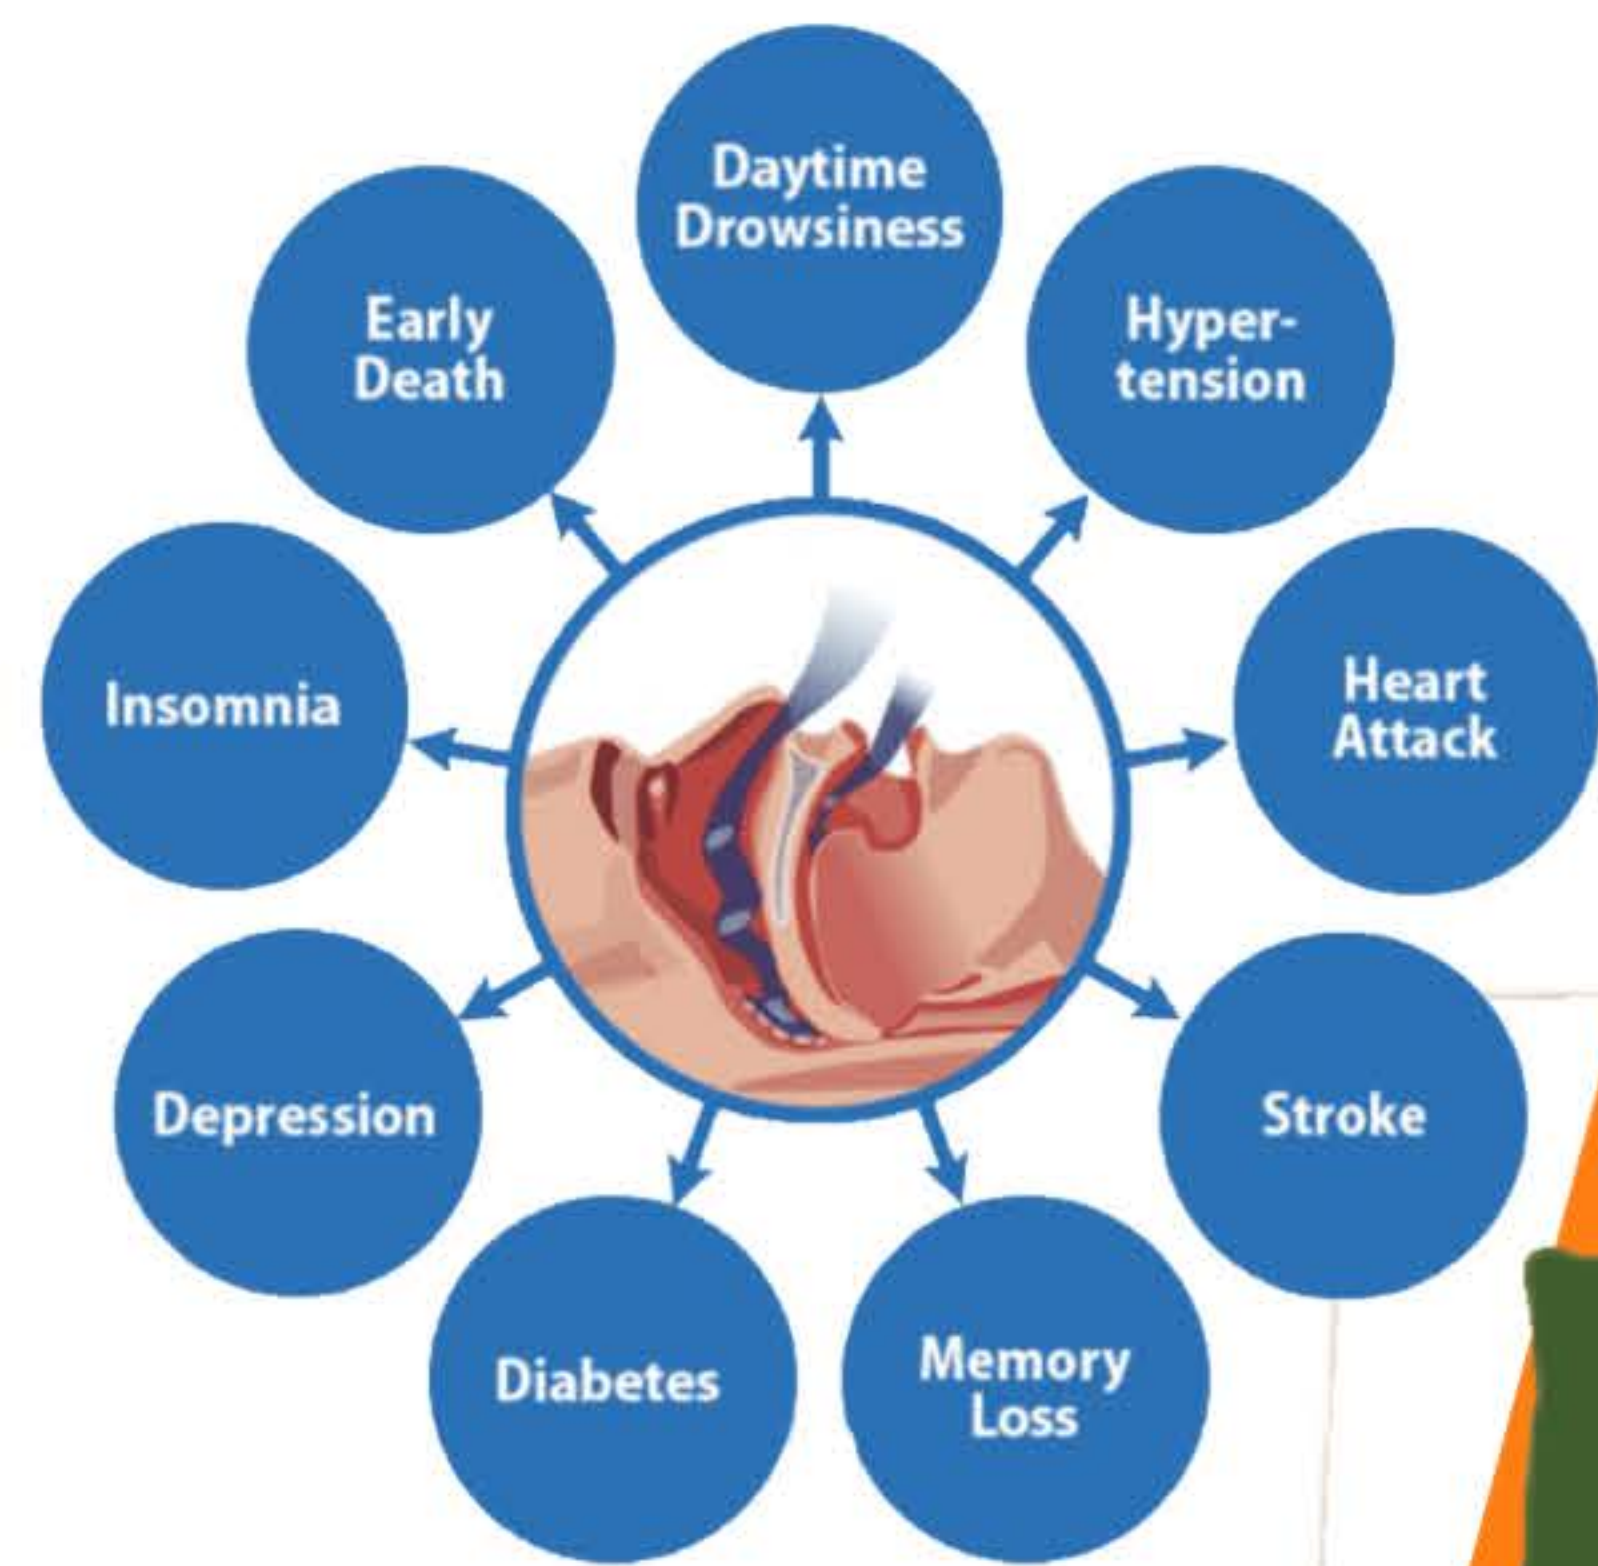 Daytime
Drowsiness
Hyper-
tension
Heart
Attack
Stroke
Memory
Loss
Diabetes
Depression
Insomnia
Early
Death